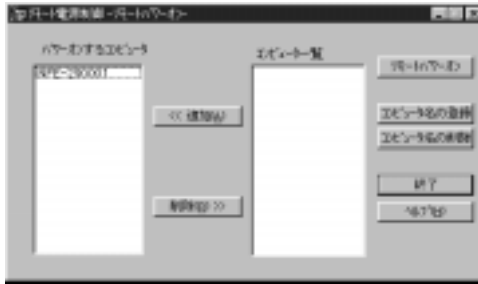 リモート電源制御 - リモートパワーオン
パワーオンするコンピュータ
コンピュータ一覧
リモートパワーオン
<< 追加(A)
コンピュータ名の登録
コンピュータ名の削除
終了
削除(D) >>
ヘルプ(H)